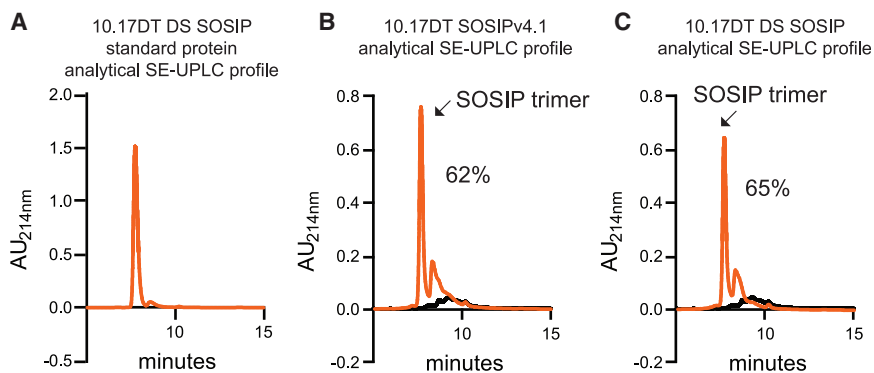 A
10.17DT DS SOSIP
standard protein
analytical SE-UPLC profile
2.0
1.5
1.0
0.5
0.0
-0.5
AU214nm
10
15
minutes
B
10.17DT SOSIPv4.1
analytical SE-UPLC profile
0.8
0.6
0.4
0.2
0.0
-0.2
AU214nm
SOSIP trimer
62%
10
15
minutes
C
10.17DT DS SOSIP
analytical SE-UPLC profile
0.8
0.6
0.4
0.2
0.0
-0.2
AU214nm
SOSIP trimer
65%
10
15
minutes